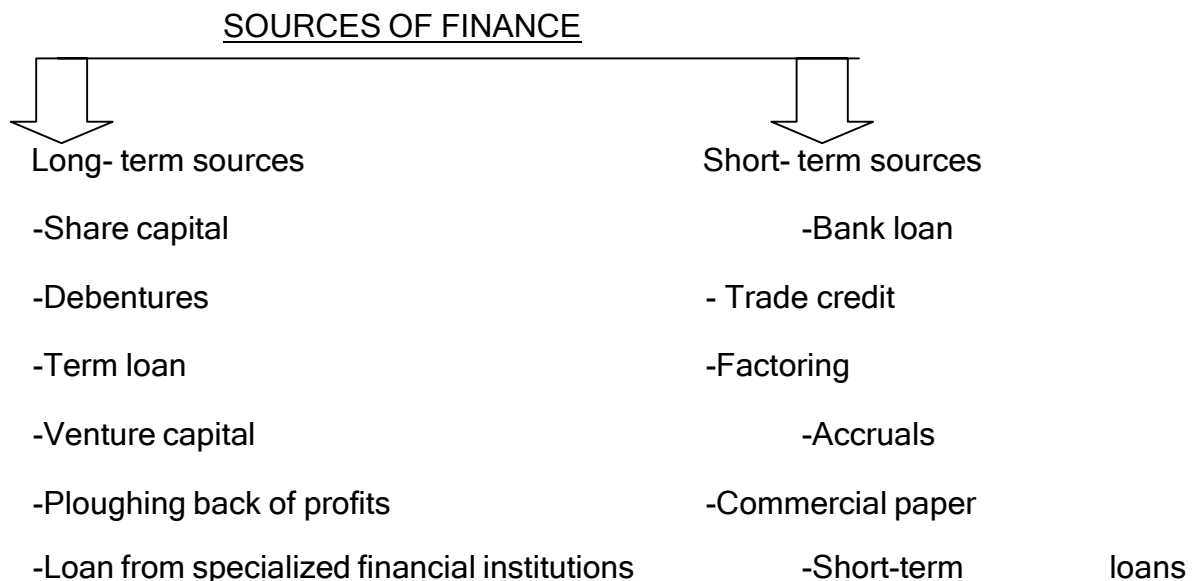 SOURCES OF FINANCE
Long- term sources Short- term sources
-Share capital -Bank loan
-Debentures - Trade credit
-Term loan -Factoring
-Venture capital -Accruals
-Ploughing back of profits -Commercial paper
-Loan from specialized financial institutions -Short-term loans